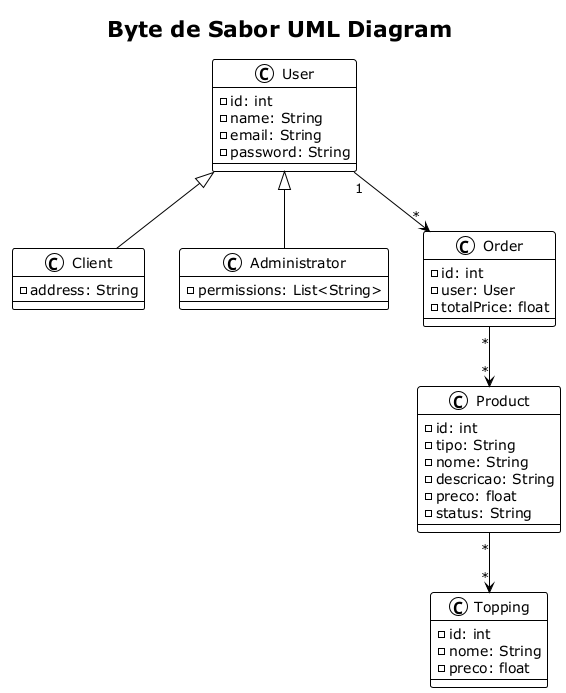 Byte de Sabor UML Diagram
C User
id: int
name: String
email: String
password: String
1
*
C Client
address: String
C Administrator
permissions: List<String>
C Order
id: int
user: User
totalPrice: float
*
*
C Product
id: int
tipo: String
nome: String
descricao: String
preco: float
status: String
*
*
C Topping
id: int
nome: String
preco: float